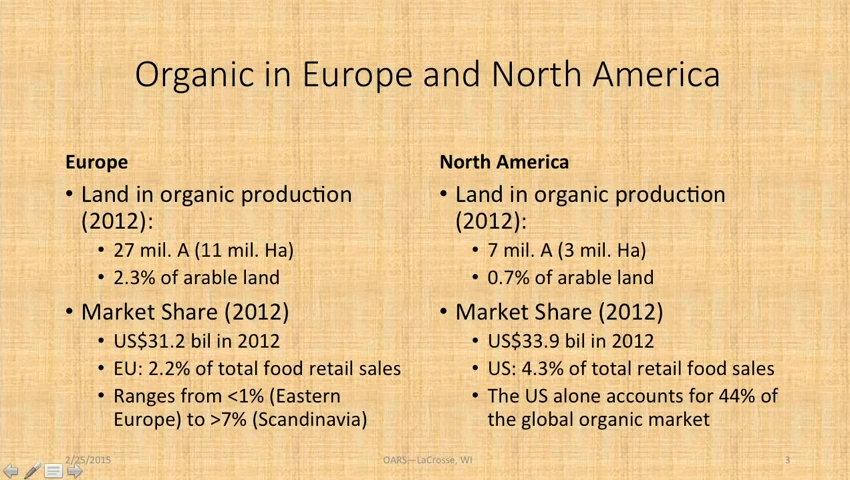 Organic in Europe and North America
Europe
• Land in organic production
(2012):
• 27 mil. A (11 mil. Ha)
• 2.3% of arable land
• Market Share (2012)
• US$31.2 bil in 2012
• EU: 2.2% of total food retail sales
• Ranges from <1% (Eastern
Europe) to >7% (Scandinavia)
North America
• Land in organic production
(2012):
• 7 mil. A (3 mil. Ha)
• 0.7% of arable land
• Market Share (2012)
• US$33.9 bil in 2012
• US: 4.3% of total retail food sales
• The US alone accounts for 44% of
the global organic market
2/25/2015
OARS—LaCrosse, WI
3